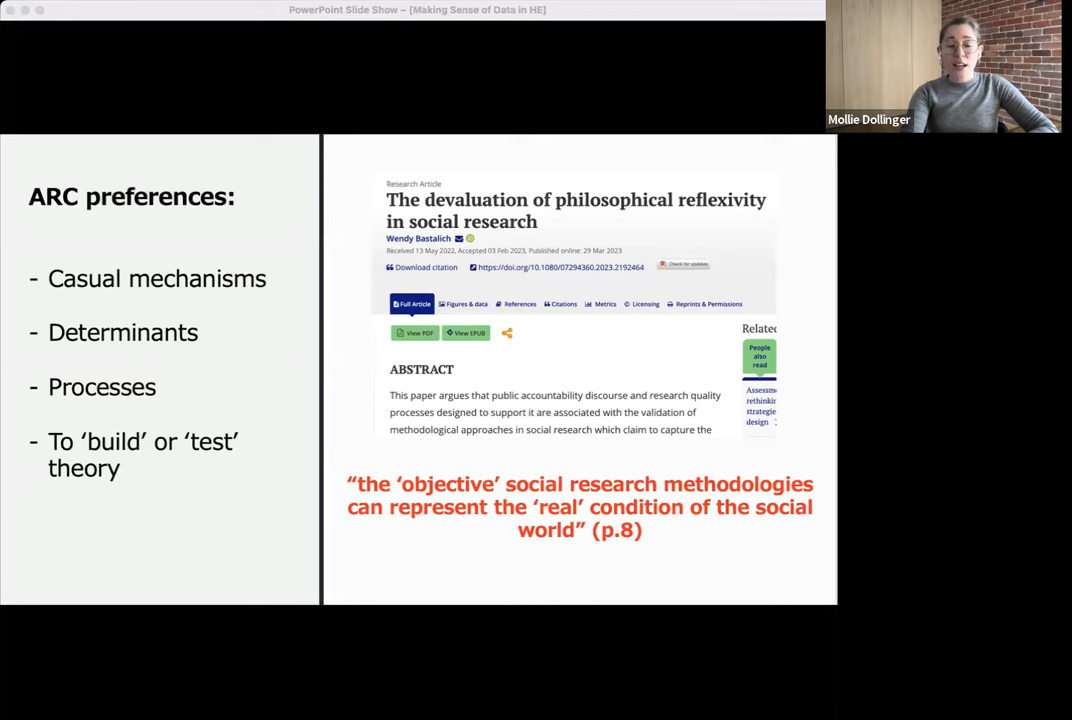 PowerPoint Slide Show – [Making Sense of Data in HE]
Mollie Dollinger
ARC preferences:
- Casual mechanisms
- Determinants
- Processes
- To ‘build’ or ‘test’
theory
Research Article
The devaluation of philosophical reflexivity
in social research
Wendy Bastalich
Received 13 May 2022, Accepted 03 Feb 2023, Published online: 29 Mar 2023
Download citation https://doi.org/10.1080/07294360.2023.2192464 Check for updates
Full Article Figures & data References Citations Metrics Licensing Reprints & Permissions
View PDF View EPUB
ABSTRACT
This paper argues that public accountability discourse and research quality
processes designed to support it are associated with the validation of
methodological approaches in social research which claim to capture the
Related
People
also
read
Assessme
rethinkin
strategie
design
“the ‘objective’ social research methodologies
can represent the ‘real’ condition of the social
world” (p.8)